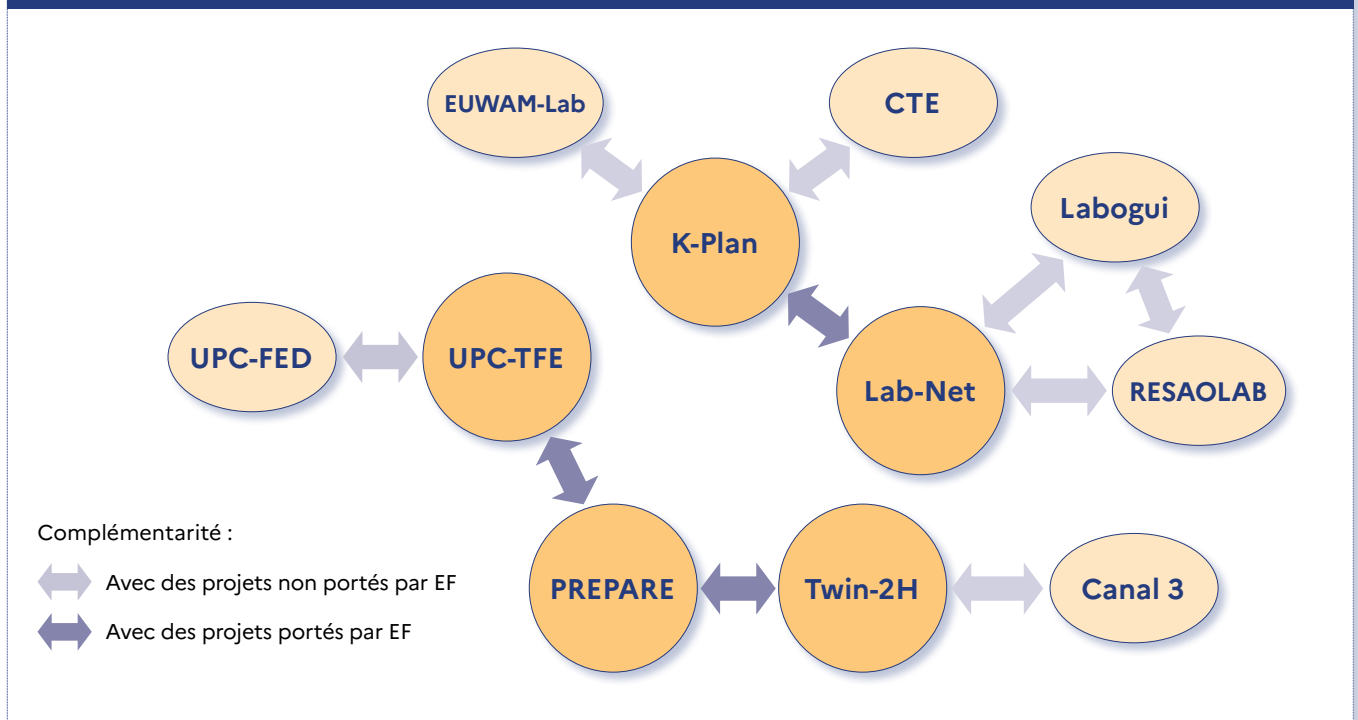 EUWAM-Lab
CTE
Labogui
K-Plan
UPC-FED
UPC-TFE
Lab-Net
RESAOLAB
Complémentarité :
Avec des projets non portés par EF
Avec des projets portés par EF
PREPARE
Twin-2H
Canal 3